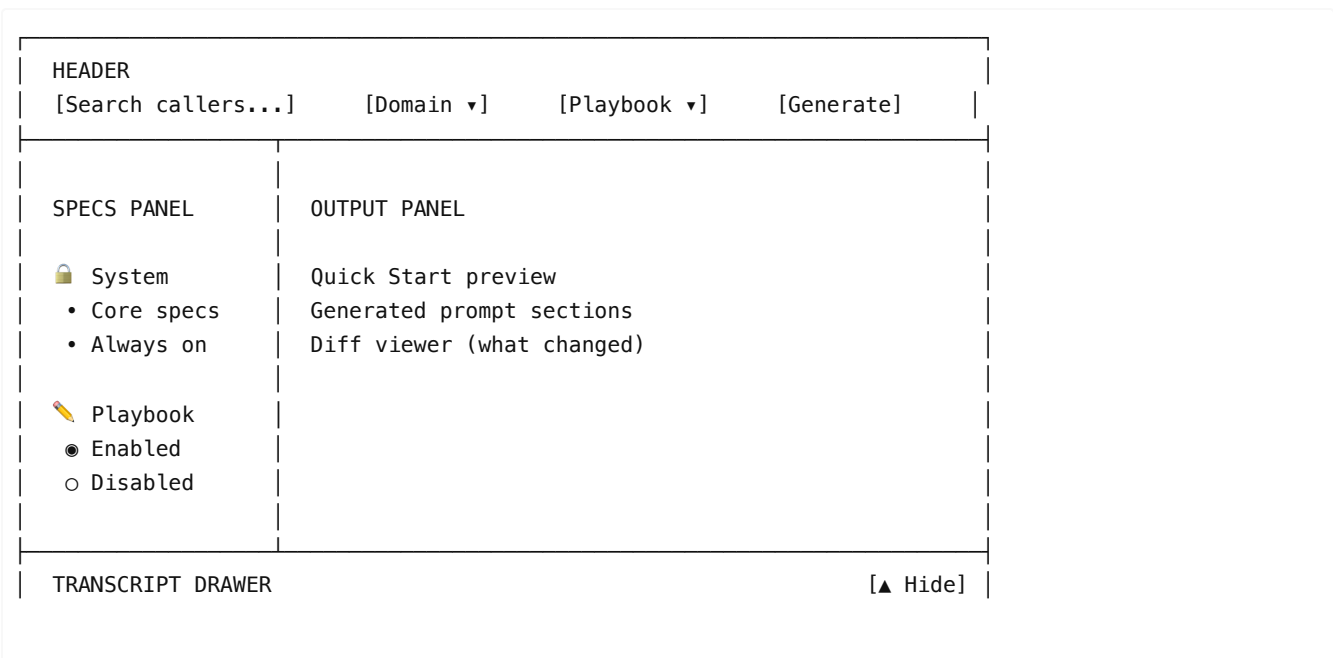 HEADER
[Search callers...] [Domain ▾] [Playbook ▾] [Generate]
SPECS PANEL
OUTPUT PANEL
🔒 System
Quick Start preview
• Core specs
Generated prompt sections
• Always on
Diff viewer (what changed)
✏️ Playbook
◉ Enabled
○ Disabled
TRANSCRIPT DRAWER [▲ Hide]